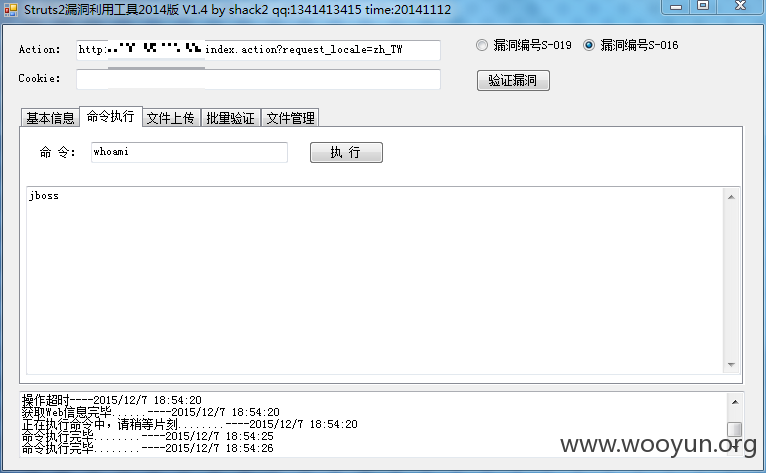 Struts2漏洞利用工具2014版 V1.4 by shack2 qq:1341413415 time:20141112
Action: http: index.action?request_locale=zh_TW 漏洞编号S-019 漏洞编号S-016
Cookie: 验证漏洞
基本信息 命令执行 文件上传 批量验证 文件管理
命 令: whoami 执 行
jboss
操作超时----2015/12/7 18:54:20
获取Web信息完毕......----2015/12/7 18:54:20
正在执行命令中，请稍等片刻........----2015/12/7 18:54:20
命令执行完毕........----2015/12/7 18:54:25
命令执行完毕........----2015/12/7 18:54:26
www.wooyun.org